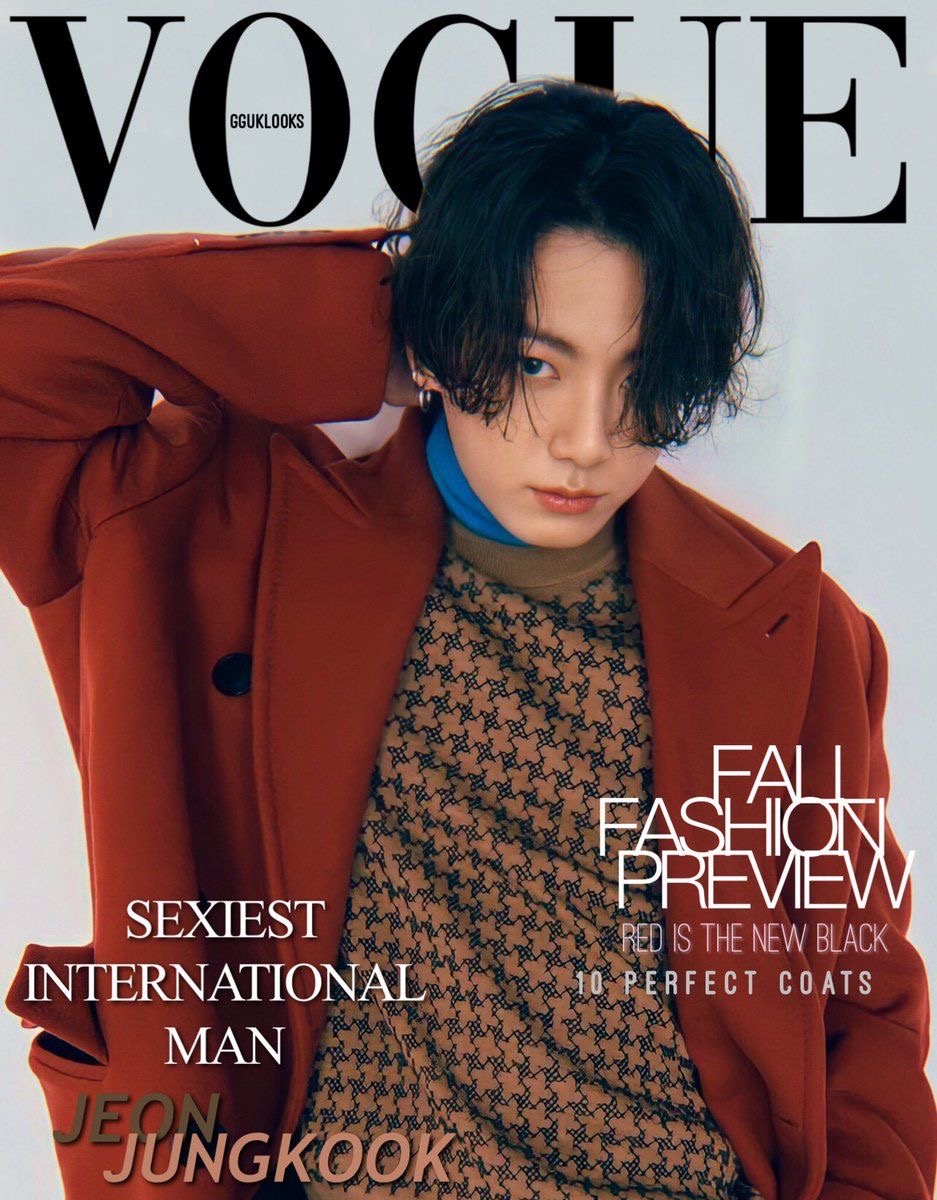 VOGUE
GGUKLOOKS
FALL
FASHION
PREVIEW
RED IS THE NEW BLACK
10 PERFECT COATS
SEXIEST
INTERNATIONAL
MAN
JEON
JUNGKOOK